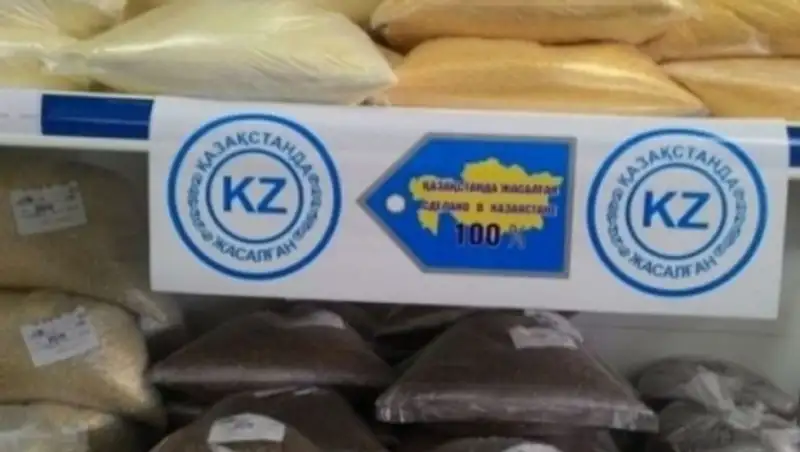 ҚАЗАҚСТАНДА
KZ
ЖАСАЛҒАН
ҚАЗАҚСТАНДА ЖАСАЛҒАН
СДЕЛАНО В КАЗАХСТАНЕ
100%
ҚАЗАҚСТАНДА
KZ
ЖАСАЛҒАН